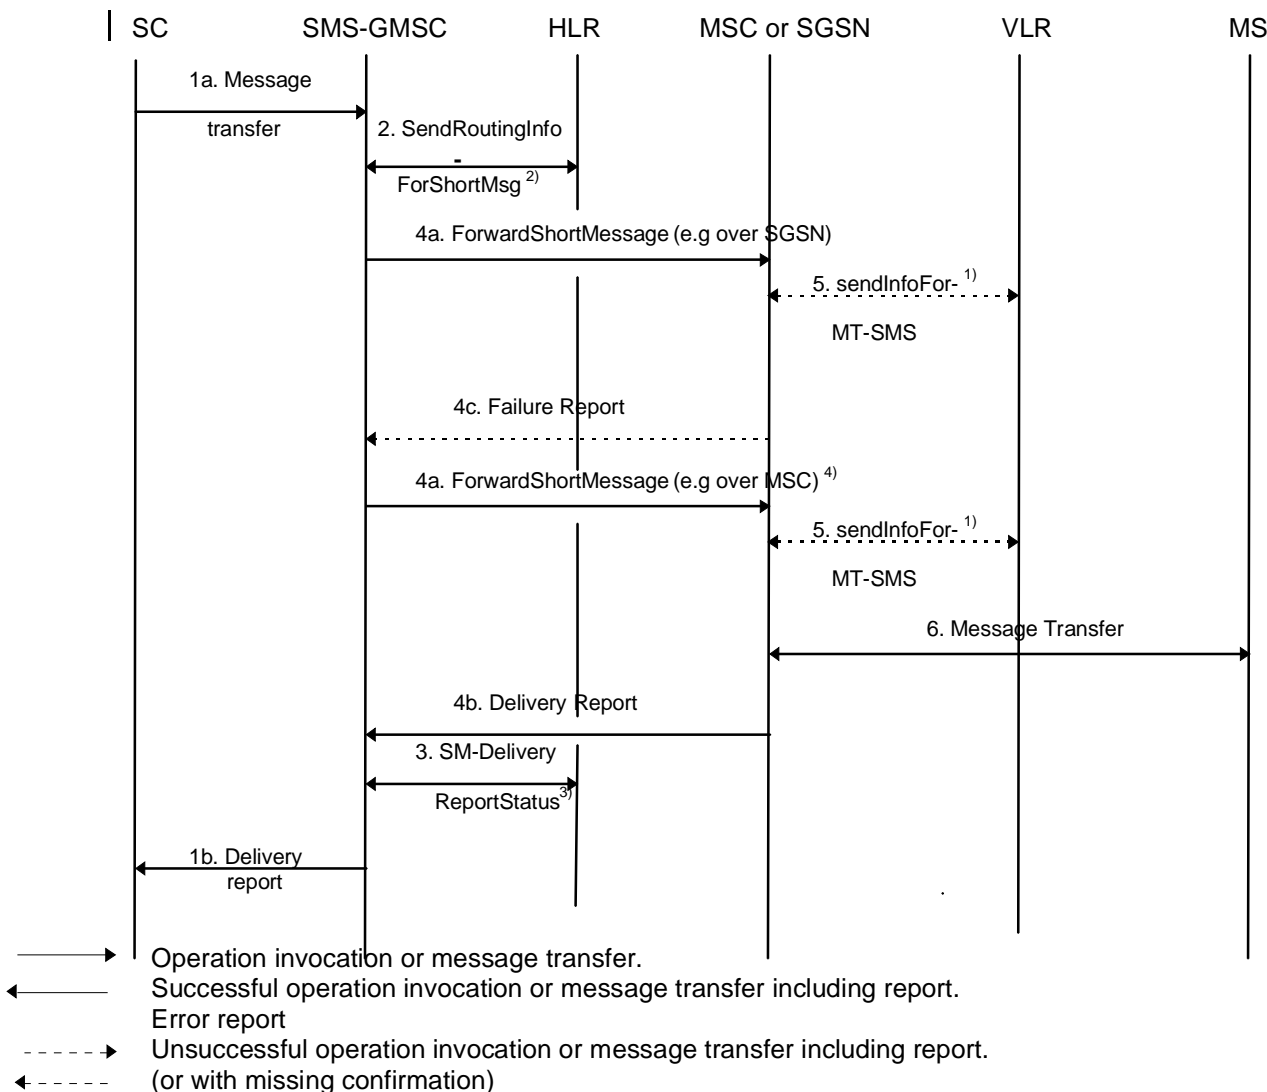 SC SMS-GMSC HLR MSC or SGSN VLR MS
1a. Message
transfer
2. SendRoutingInfo
-
ForShortMsg 2)
4a. ForwardShortMessage (e.g over SGSN)
5. sendInfoFor- 1)
MT-SMS
4c. Failure Report
4a. ForwardShortMessage (e.g over MSC) 4)
5. sendInfoFor- 1)
MT-SMS
6. Message Transfer
4b. Delivery Report
3. SM-Delivery
ReportStatus 3)
1b. Delivery
report
Operation invocation or message transfer.
Successful operation invocation or message transfer including report.
Error report
Unsuccessful operation invocation or message transfer including report.
(or with missing confirmation)